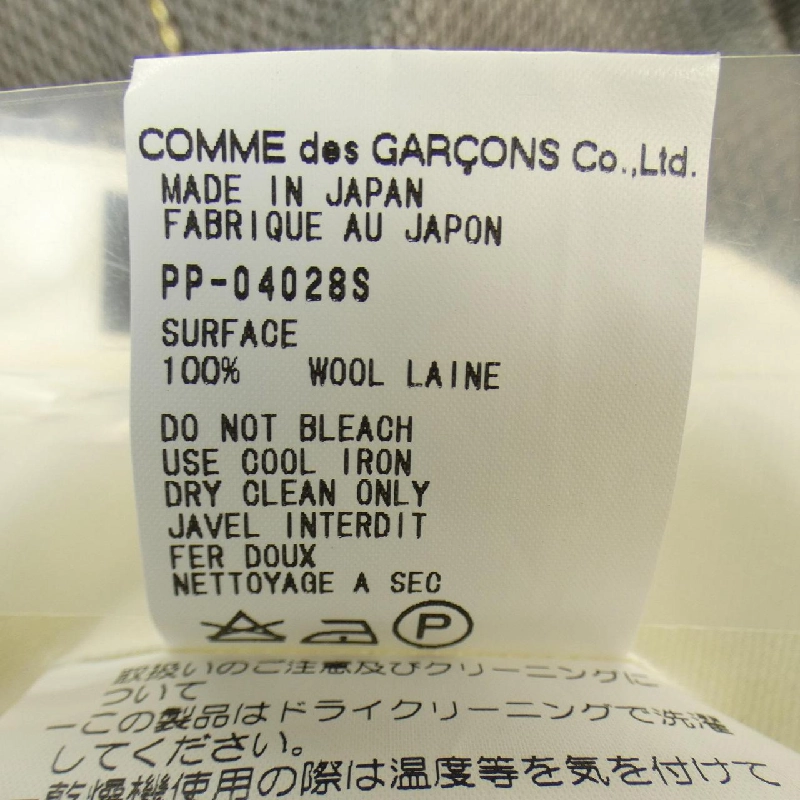 COMME des GARÇONS Co.,Ltd.
MADE IN JAPAN
FABRIQUE AU JAPON
PP-04028S
SURFACE
100% WOOL LAINE
DO NOT BLEACH
USE COOL IRON
DRY CLEAN ONLY
JAVEL INTERDIT
FER DOUX
NETTOYAGE A SEC
P
取扱いのご注意及びクリーニングに
ついて
ーこの製品はドライクリーニングで洗濯
してください。
乾燥機使用の際は温度等を気を付けて